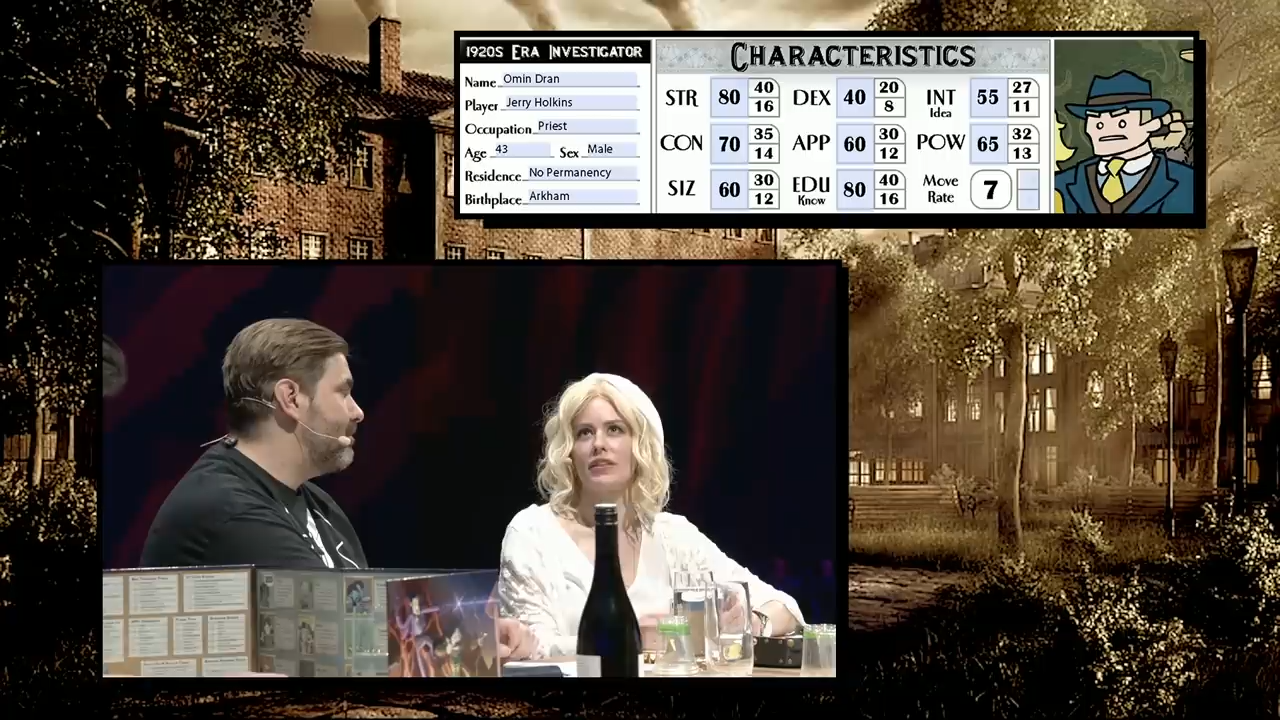 1920s Era Investigator
Name Omin Dran
Player Jerry Holkins
Occupation Priest
Age 43 Sex Male
Residence No Permanency
Birthplace Arkham
Characteristics
STR 80 40 16 DEX 40 20 8 INT Idea 55 27 11
CON 70 35 14 APP 60 30 12 POW 65 32 13
SIZ 60 30 12 EDU Know 80 40 16 Move Rate 7